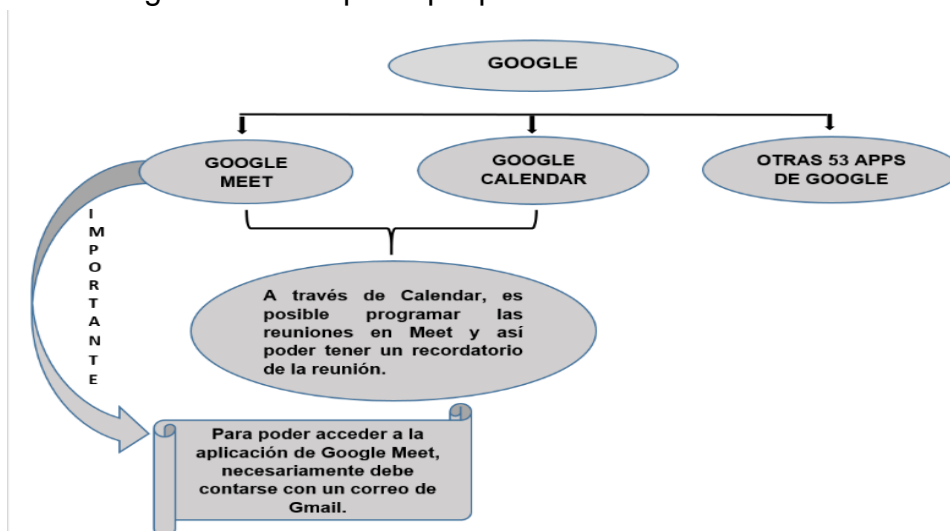 GOOGLE
GOOGLE
MEET
GOOGLE
CALENDAR
OTRAS 53 APPS
DE GOOGLE
IMPORTANTE
A través de Calendar, es
posible programar las
reuniones en Meet y así
poder tener un recordatorio
de la reunión.
Para poder acceder a la
aplicación de Google Meet,
necesariamente debe
contarse con un correo de
Gmail.